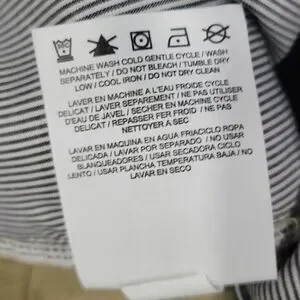 MACHINE WASH COLD GENTLE CYCLE / WASH
SEPARATELY / DO NOT BLEACH / TUMBLE DRY
LOW / COOL IRON / DO NOT DRY CLEAN
LAVER EN MACHINE A L'EAU FROIDE CYCLE
DELICAT / LAVER SEPAREMENT / NE PAS UTILISER
D'EAU DE JAVEL / SECHER EN MACHINE CYCLE
DELICAT / REPASSER FER FROID / NE PAS
NETTOYER A SEC
LAVAR EN MAQUINA EN AGUA FRIA/CICLO ROPA
DELICADA / LAVAR POR SEPARADO / NO USAR
BLANQUEADORES / USAR SECADORA CICLO
LENTO / USAR PLANCHA TEMPERATURA BAJA / NO
LAVAR EN SECO